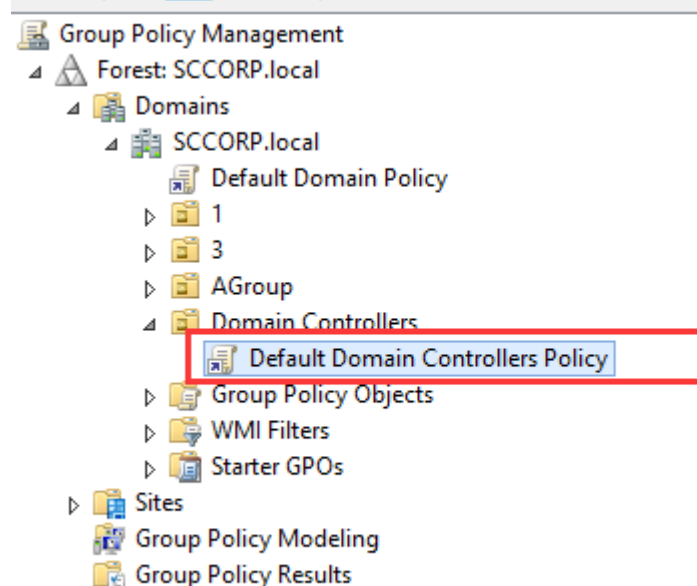 Group Policy Management
Forest: SCCORP.local
Domains
SCCORP.local
Default Domain Policy
1
3
AGroup
Domain Controllers
Default Domain Controllers Policy
Group Policy Objects
WMI Filters
Starter GPOs
Sites
Group Policy Modeling
Group Policy Results